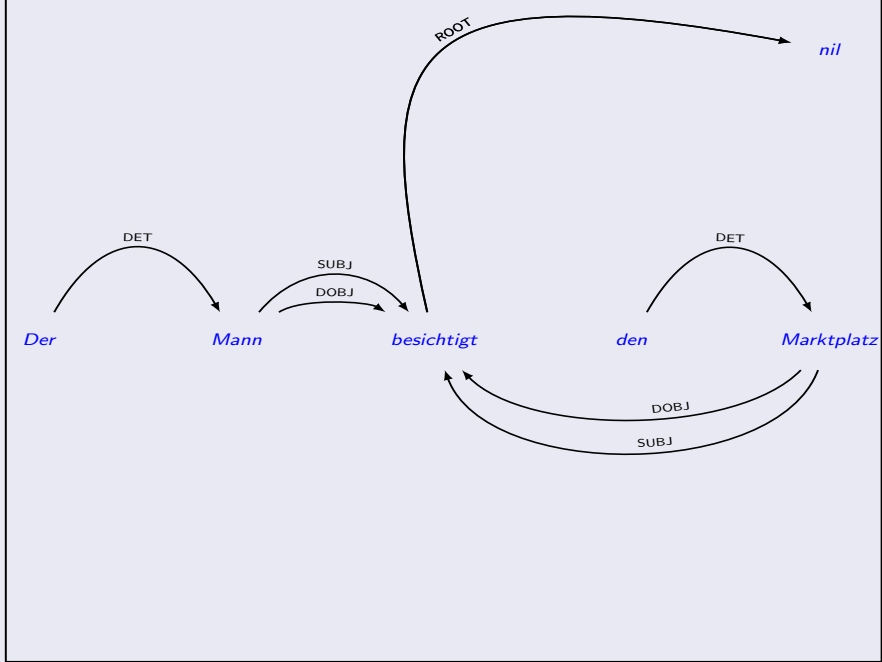 ROOT
nil
DET
SUBJ
DOBJ
DET
Der Mann besichtigt den Marktplatz
DOBJ
SUBJ